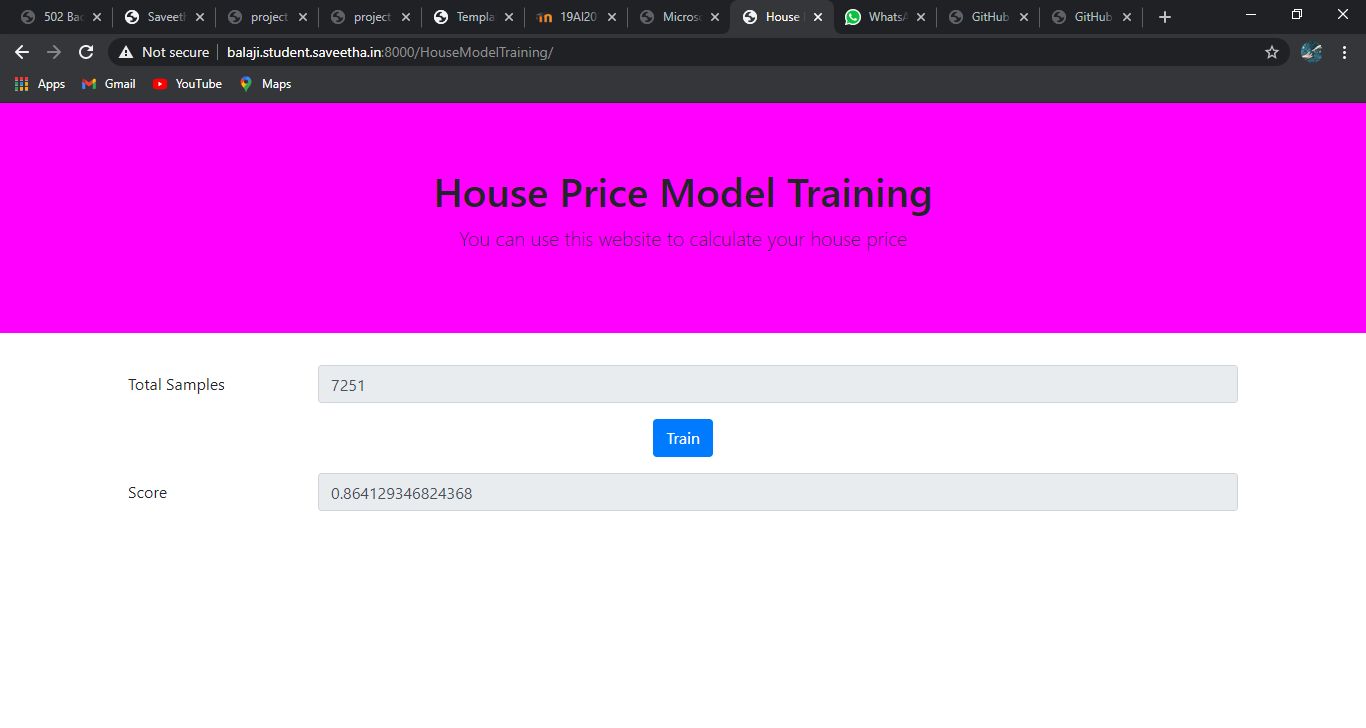 502 Bac
Saveeth
project
project
Templa
19AI20
Microso
House
WhatsA
GitHub
GitHub
Not secure
balaji.student.saveetha.in:8000/HouseModelTraining/
Apps
Gmail
YouTube
Maps
House Price Model Training
You can use this website to calculate your house price
Total Samples
7251
Train
Score
0.864129346824368